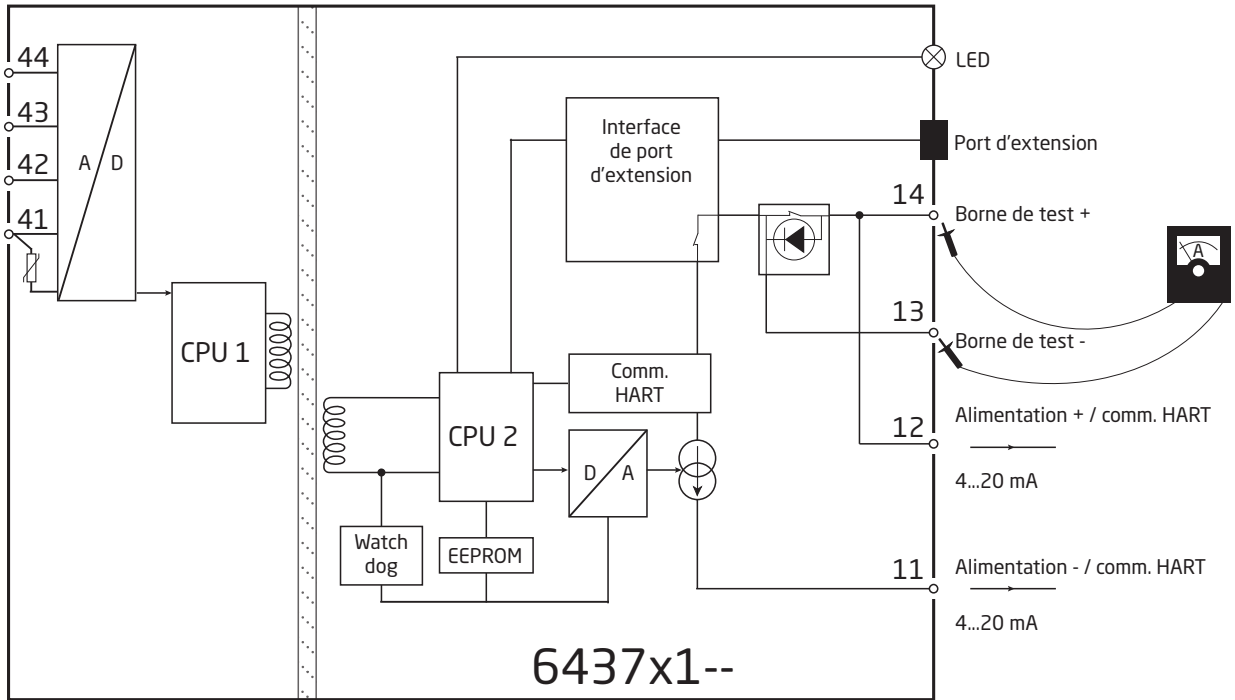 44
43
42
41
A
D
CPU 1
LED
Interface
de port
d'extension
Port d'extension
14
Borne de test +
A
13
Borne de test -
Comm.
HART
CPU 2
D
A
12
Alimentation + / comm. HART
4...20 mA
Watch
dog
EEPROM
11
Alimentation - / comm. HART
4...20 mA
6437x1--